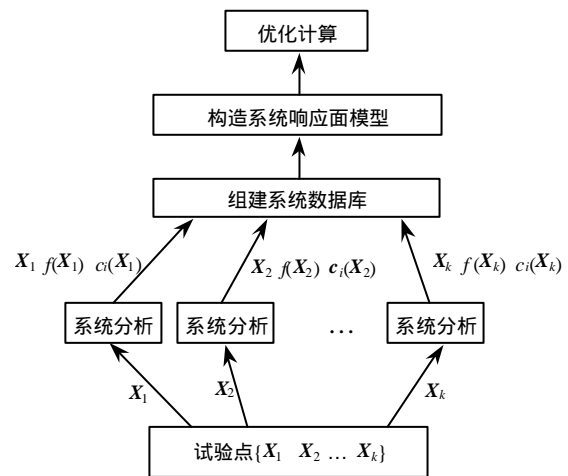 优化计算
构造系统响应面模型
组建系统数据库
X1 f(X1) ci(X1)
X2 f(X2) ci(X2)
Xk f(Xk) ci(Xk)
系统分析
系统分析
...
系统分析
X1
X2
Xk
试验点{X1 X2 … Xk}